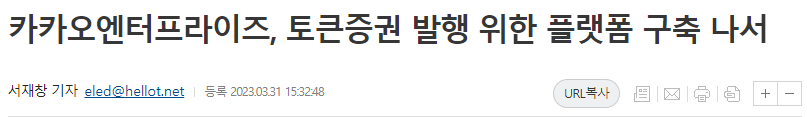 카카오엔터프라이즈, 토큰증권 발행 위한 플랫폼 구축 나서
서재창 기자 eled@hellot.net 등록 2023.03.31 15:32:48 URL복사